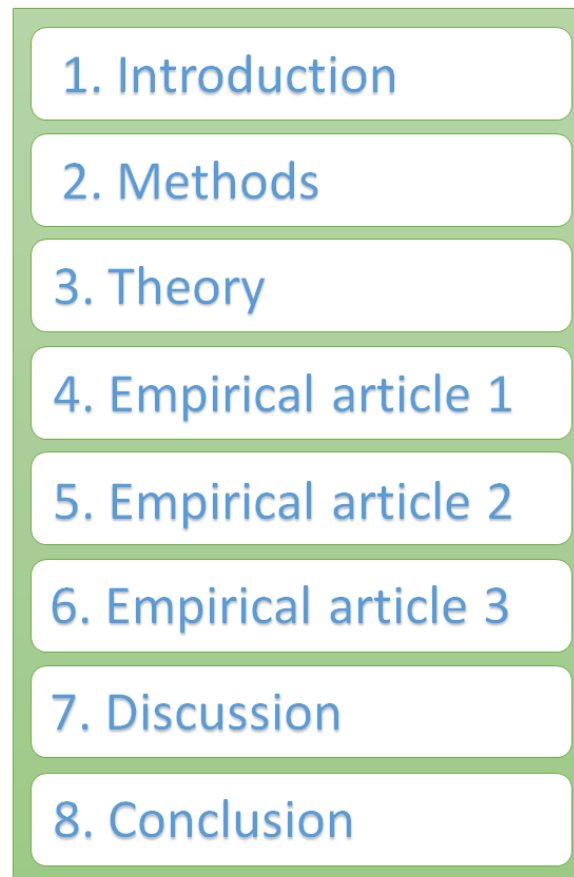 1. Introduction
2. Methods
3. Theory
4. Empirical article 1
5. Empirical article 2
6. Empirical article 3
7. Discussion
8. Conclusion